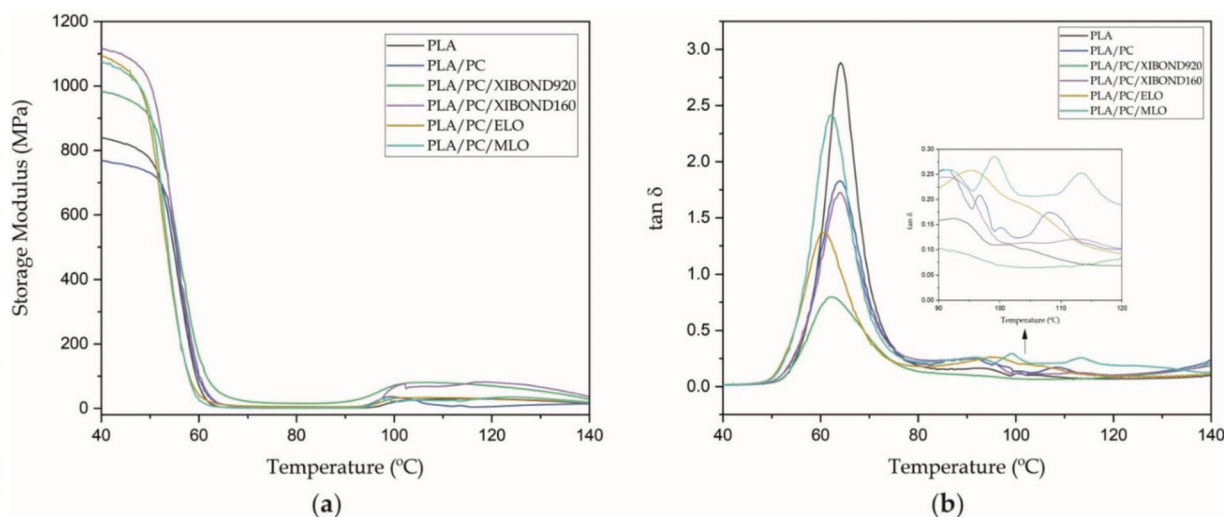 1200
1000
800
600
400
200
0
Storage Modulus (MPa)
40
60
80
100
120
140
Temperature (ºC)
PLA
PLA/PC
PLA/PC/XIBOND920
PLA/PC/XIBOND160
PLA/PC/ELO
PLA/PC/MLO
(a)
3.0
2.5
2.0
1.5
1.0
0.5
0.0
tan δ
40
60
80
100
120
140
Temperature (ºC)
PLA
PLA/PC
PLA/PC/XIBOND920
PLA/PC/XIBOND160
PLA/PC/ELO
PLA/PC/MLO
0.30
0.25
0.20
0.15
0.10
0.05
0.00
tan δ
90
100
110
120
Temperature (ºC)
(b)